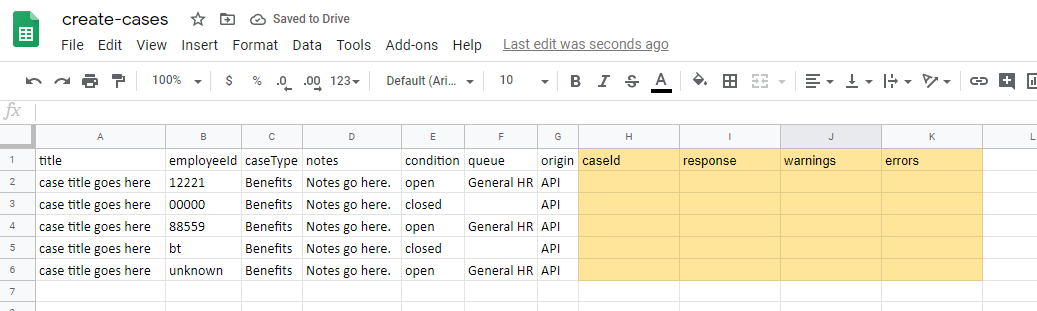 create-cases Saved to Drive
File Edit View Insert Format Data Tools Add-ons Help Last edit was seconds ago
100% $ % .0 .00 123 Default (Ari... 10 B I S A
fx
A B C D E F G H I J K L
1 title employeeId caseType notes condition queue origin caseId response warnings errors
2 case title goes here 12221 Benefits Notes go here. open General HR API
3 case title goes here 00000 Benefits Notes go here. closed API
4 case title goes here 88559 Benefits Notes go here. open General HR API
5 case title goes here bt Benefits Notes go here. closed API
6 case title goes here unknown Benefits Notes go here. open General HR API
7